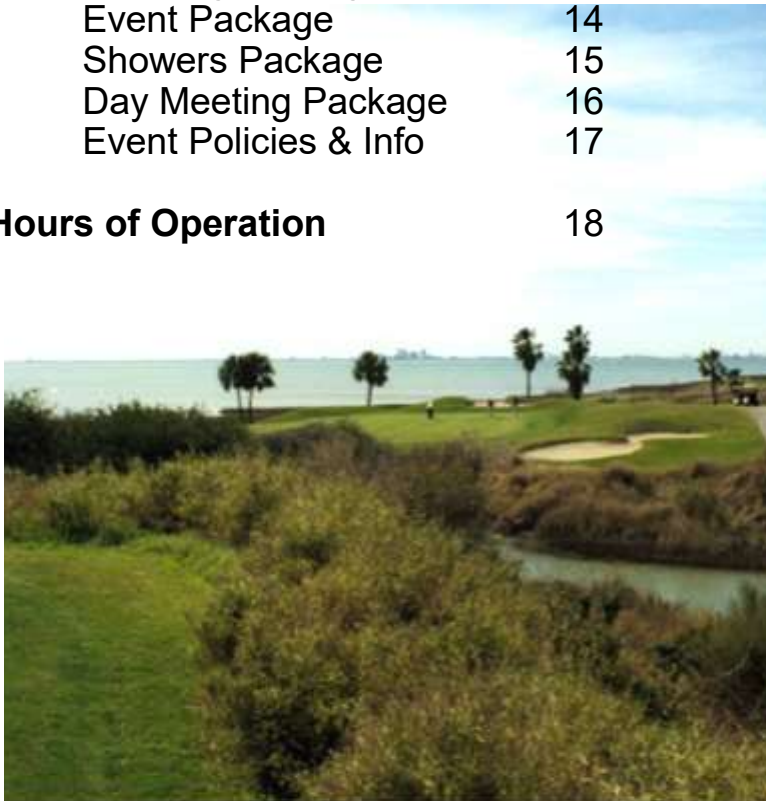 Event Package 14
Showers Package 15
Day Meeting Package 16
Event Policies & Info 17
Hours of Operation 18